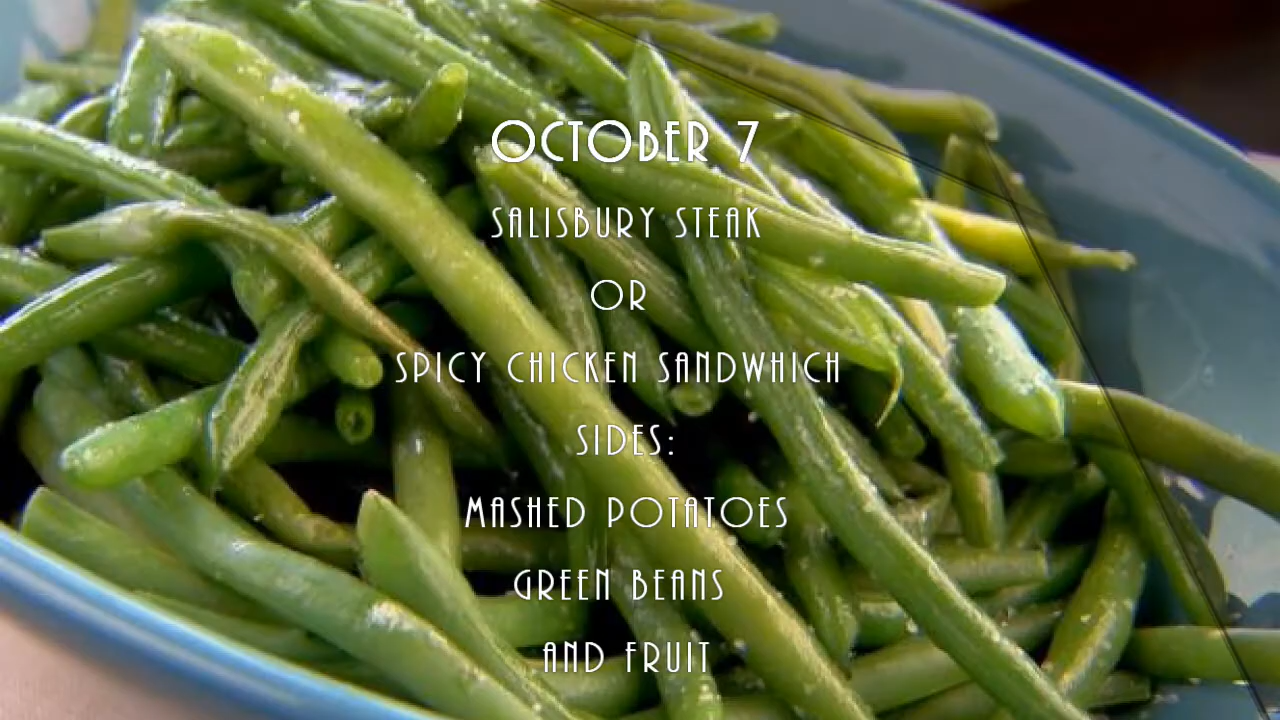 OCTOBER 7
SALISBURY STEAK
OR
SPICY CHICKEN SANDWHICH
SIDES:
MASHED POTATOES
GREEN BEANS
AND FRUIT